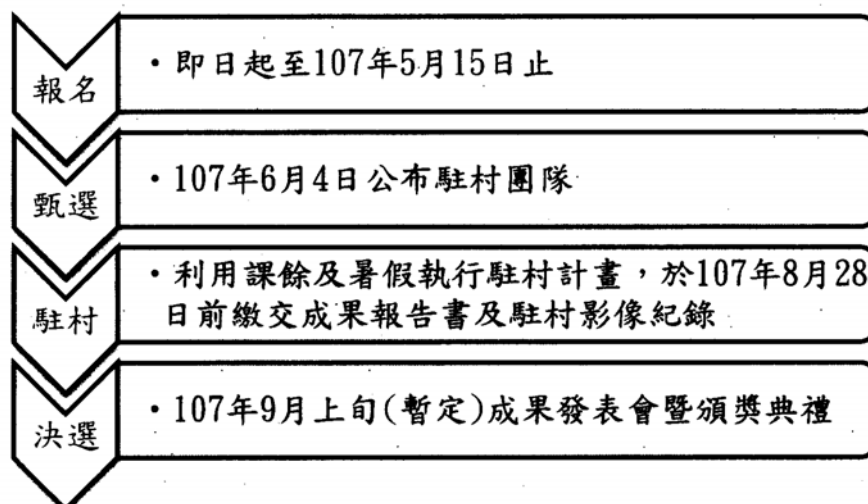 報名
・即日起至107年5月15日止
甄選
・107年6月4日公布駐村團隊
駐村
・利用課餘及暑假執行駐村計畫，於107年8月28
日前繳交成果報告書及駐村影像紀錄
決選
・107年9月上旬(暫定)成果發表會暨頒獎典禮